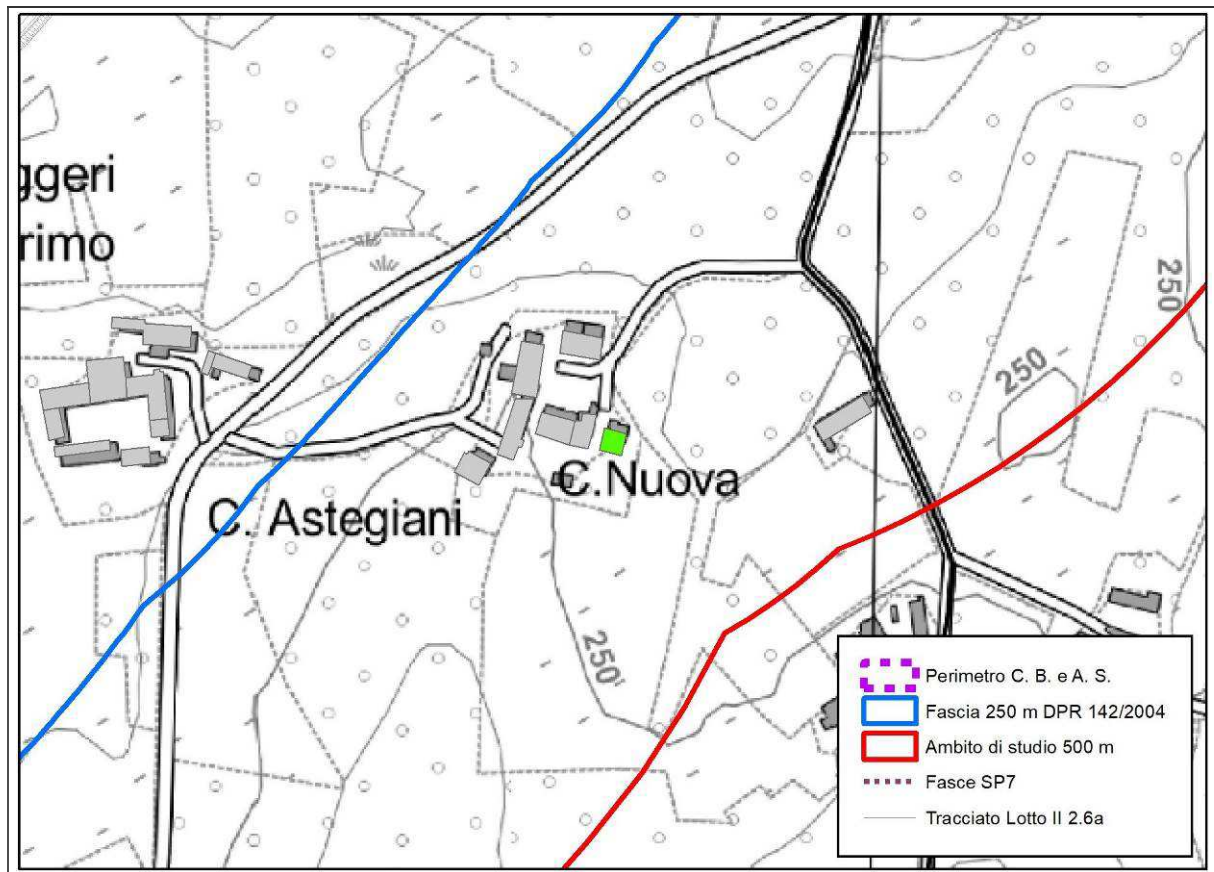 ggeri
rimo
250
250
C.Nuova
C. Astegiani
250
Perimetro C. B. e A. S.
Fascia 250 m DPR 142/2004
Ambito di studio 500 m
Fasce SP7
Tracciato Lotto II 2.6a